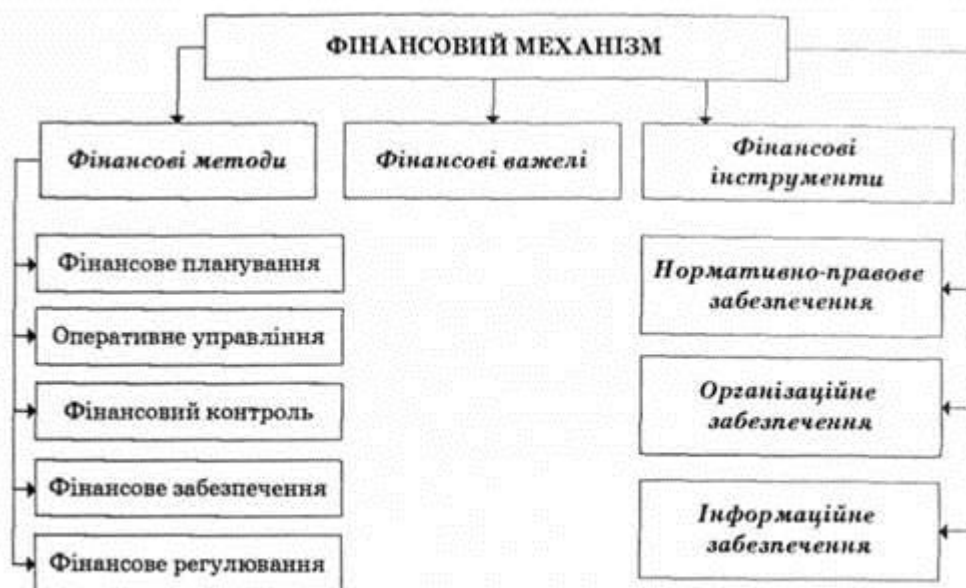 ФІНАНСОВИЙ МЕХАНІЗМ
Фінансові методи
Фінансові важелі
Фінансові
інструменти
Фінансове планування
Оперативне управління
Фінансовий контроль
Фінансове забезпечення
Фінансове регулювання
Нормативно-правове
забезпечення
Організаційне
забезпечення
Інформаційне
забезпечення